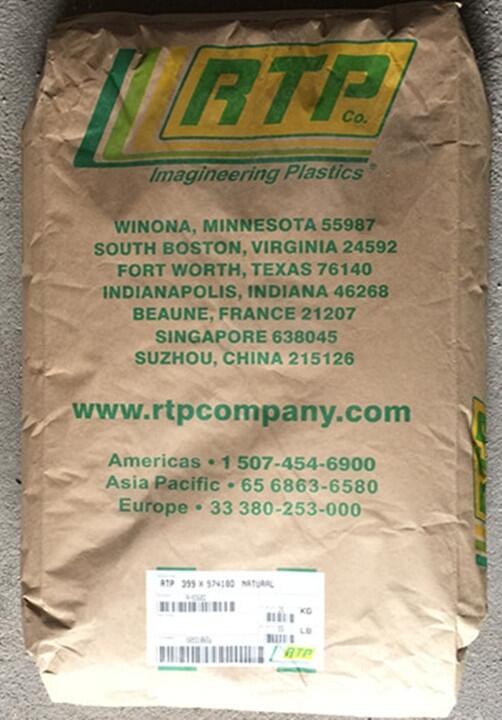 RTP
Co.
Imagineering Plastics®
WINONA, MINNESOTA 55987
SOUTH BOSTON, VIRGINIA 24592
FORT WORTH, TEXAS 76140
INDIANAPOLIS, INDIANA 46268
BEAUNE, FRANCE 21207
SINGAPORE 638045
SUZHOU, CHINA 215126
www.rtpcompany.com
Americas • 1 507-454-6900
Asia Pacific • 65 6863-6580
Europe • 33 380-253-000
RTP 399 X 97418D NATURAL
KG
LB
RTP
RTP